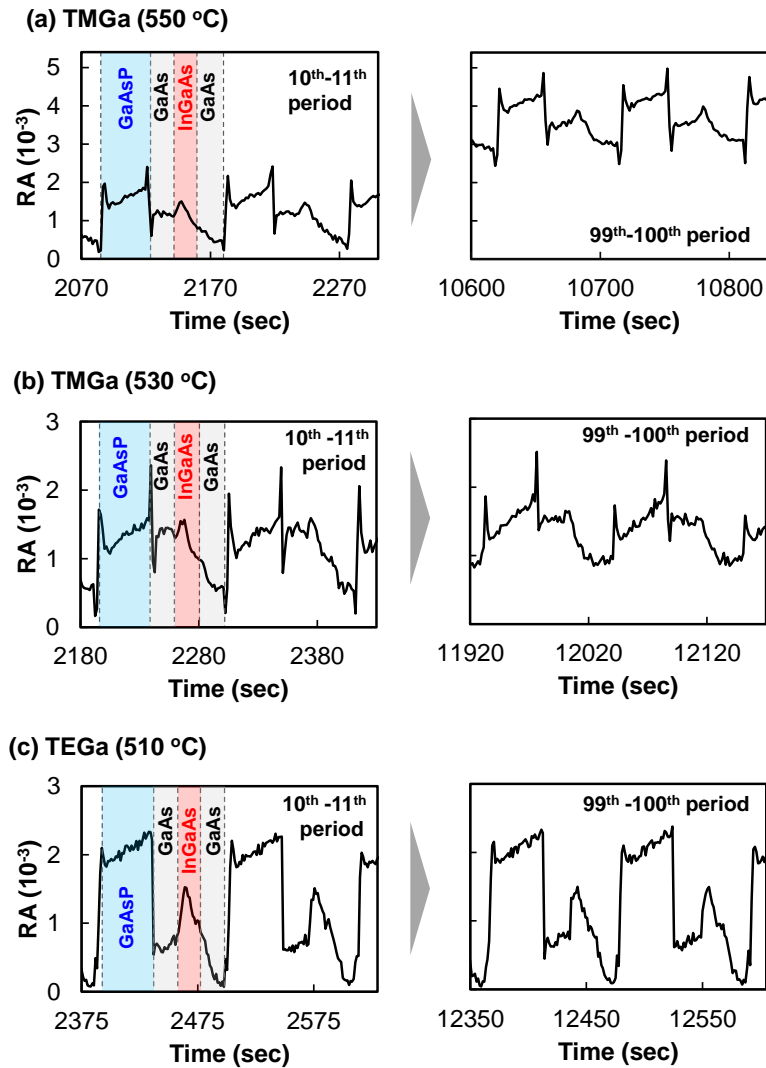 (a) TMGa (550 °C)
RA (10⁻³)
5
4
3
2
1
0
GaAsP
GaAs
InGaAs
GaAs
10ᵗʰ-11ᵗʰ
period
2070 2170 2270
Time (sec)
99ᵗʰ-100ᵗʰ period
10600 10700 10800
Time (sec)
(b) TMGa (530 °C)
RA (10⁻³)
3
2
1
0
GaAsP
GaAs
InGaAs
GaAs
10ᵗʰ -11ᵗʰ
period
2180 2280 2380
Time (sec)
99ᵗʰ -100ᵗʰ period
11920 12020 12120
Time (sec)
(c) TEGa (510 °C)
RA (10⁻³)
3
2
1
0
GaAsP
GaAs
InGaAs
GaAs
10ᵗʰ -11ᵗʰ
period
2375 2475 2575
Time (sec)
99ᵗʰ -100ᵗʰ period
12350 12450 12550
Time (sec)